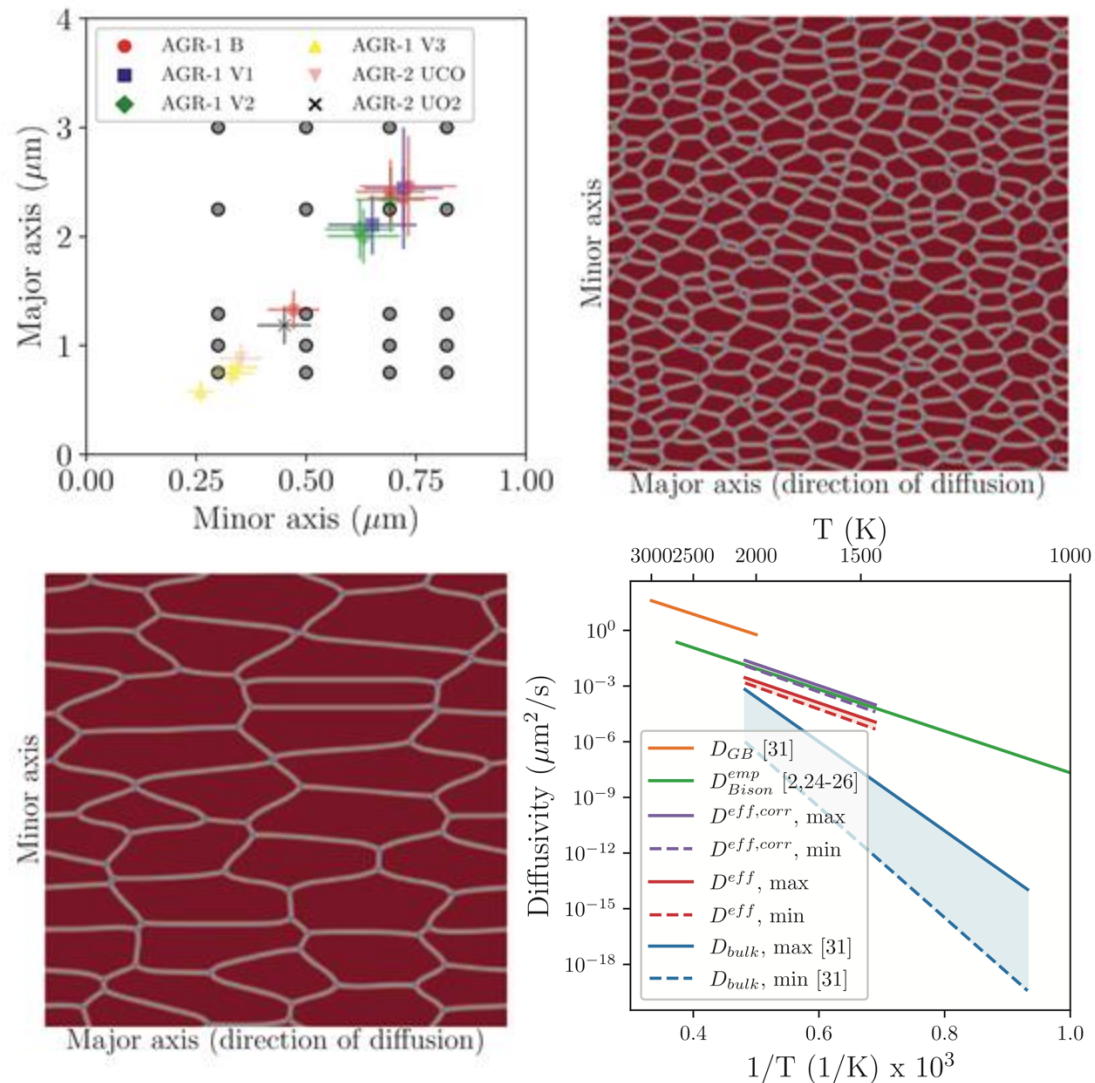 4
3
2
1
0
Major axis (μm)
AGR-1 B
AGR-1 V1
AGR-1 V2
AGR-1 V3
AGR-2 UCO
AGR-2 UO2
0.00 0.25 0.50 0.75 1.00
Minor axis (μm)
Minor axis
Major axis (direction of diffusion)
Minor axis
Major axis (direction of diffusion)
T (K)
3000 2500 2000 1500 1000
Diffusivity (μm²/s)
10⁰
10⁻³
10⁻⁶
10⁻⁹
10⁻¹²
10⁻¹⁵
10⁻¹⁸
D_GB [31]
D^emp_Bison [2,24-26]
D^eff,corr, max
D^eff,corr, min
D^eff, max
D^eff, min
D_bulk, max [31]
D_bulk, min [31]
0.4 0.6 0.8 1.0
1/T (1/K) x 10³